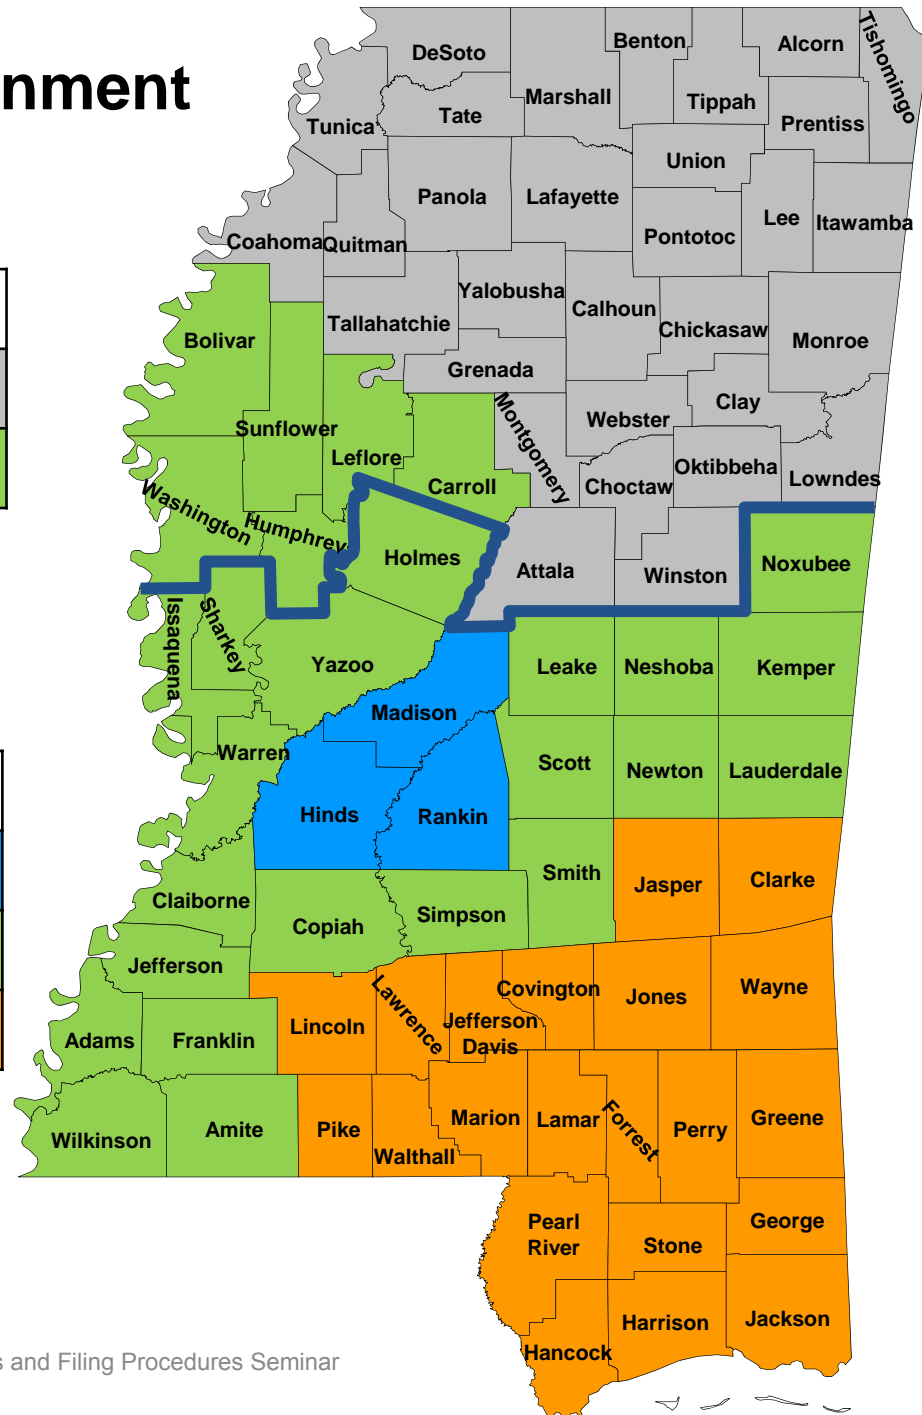 nment
DeSoto
Benton
Alcorn
Tishomingo
Tunica
Tate
Marshall
Tippah
Prentiss
Union
Panola
Lafayette
Lee
Itawamba
Coahoma
Quitman
Pontotoc
Yalobusha
Calhoun
Chickasaw
Monroe
Tallahatchie
Bolivar
Grenada
Clay
Webster
Montgomery
Sunflower
Leflore
Carroll
Choctaw
Oktibbeha
Lowndes
Washington
Humphrey
Holmes
Attala
Winston
Noxubee
Issaquena
Sharkey
Yazoo
Leake
Neshoba
Kemper
Madison
Warren
Scott
Newton
Lauderdale
Hinds
Rankin
Smith
Jasper
Clarke
Claiborne
Copiah
Simpson
Jefferson
Lawrence
Covington
Jones
Wayne
Adams
Franklin
Lincoln
Jefferson
Davis
Wilkinson
Amite
Pike
Walthall
Marion
Lamar
Forrest
Perry
Greene
Pearl
River
Stone
George
Harrison
Jackson
Hancock
s and Filing Procedures Seminar